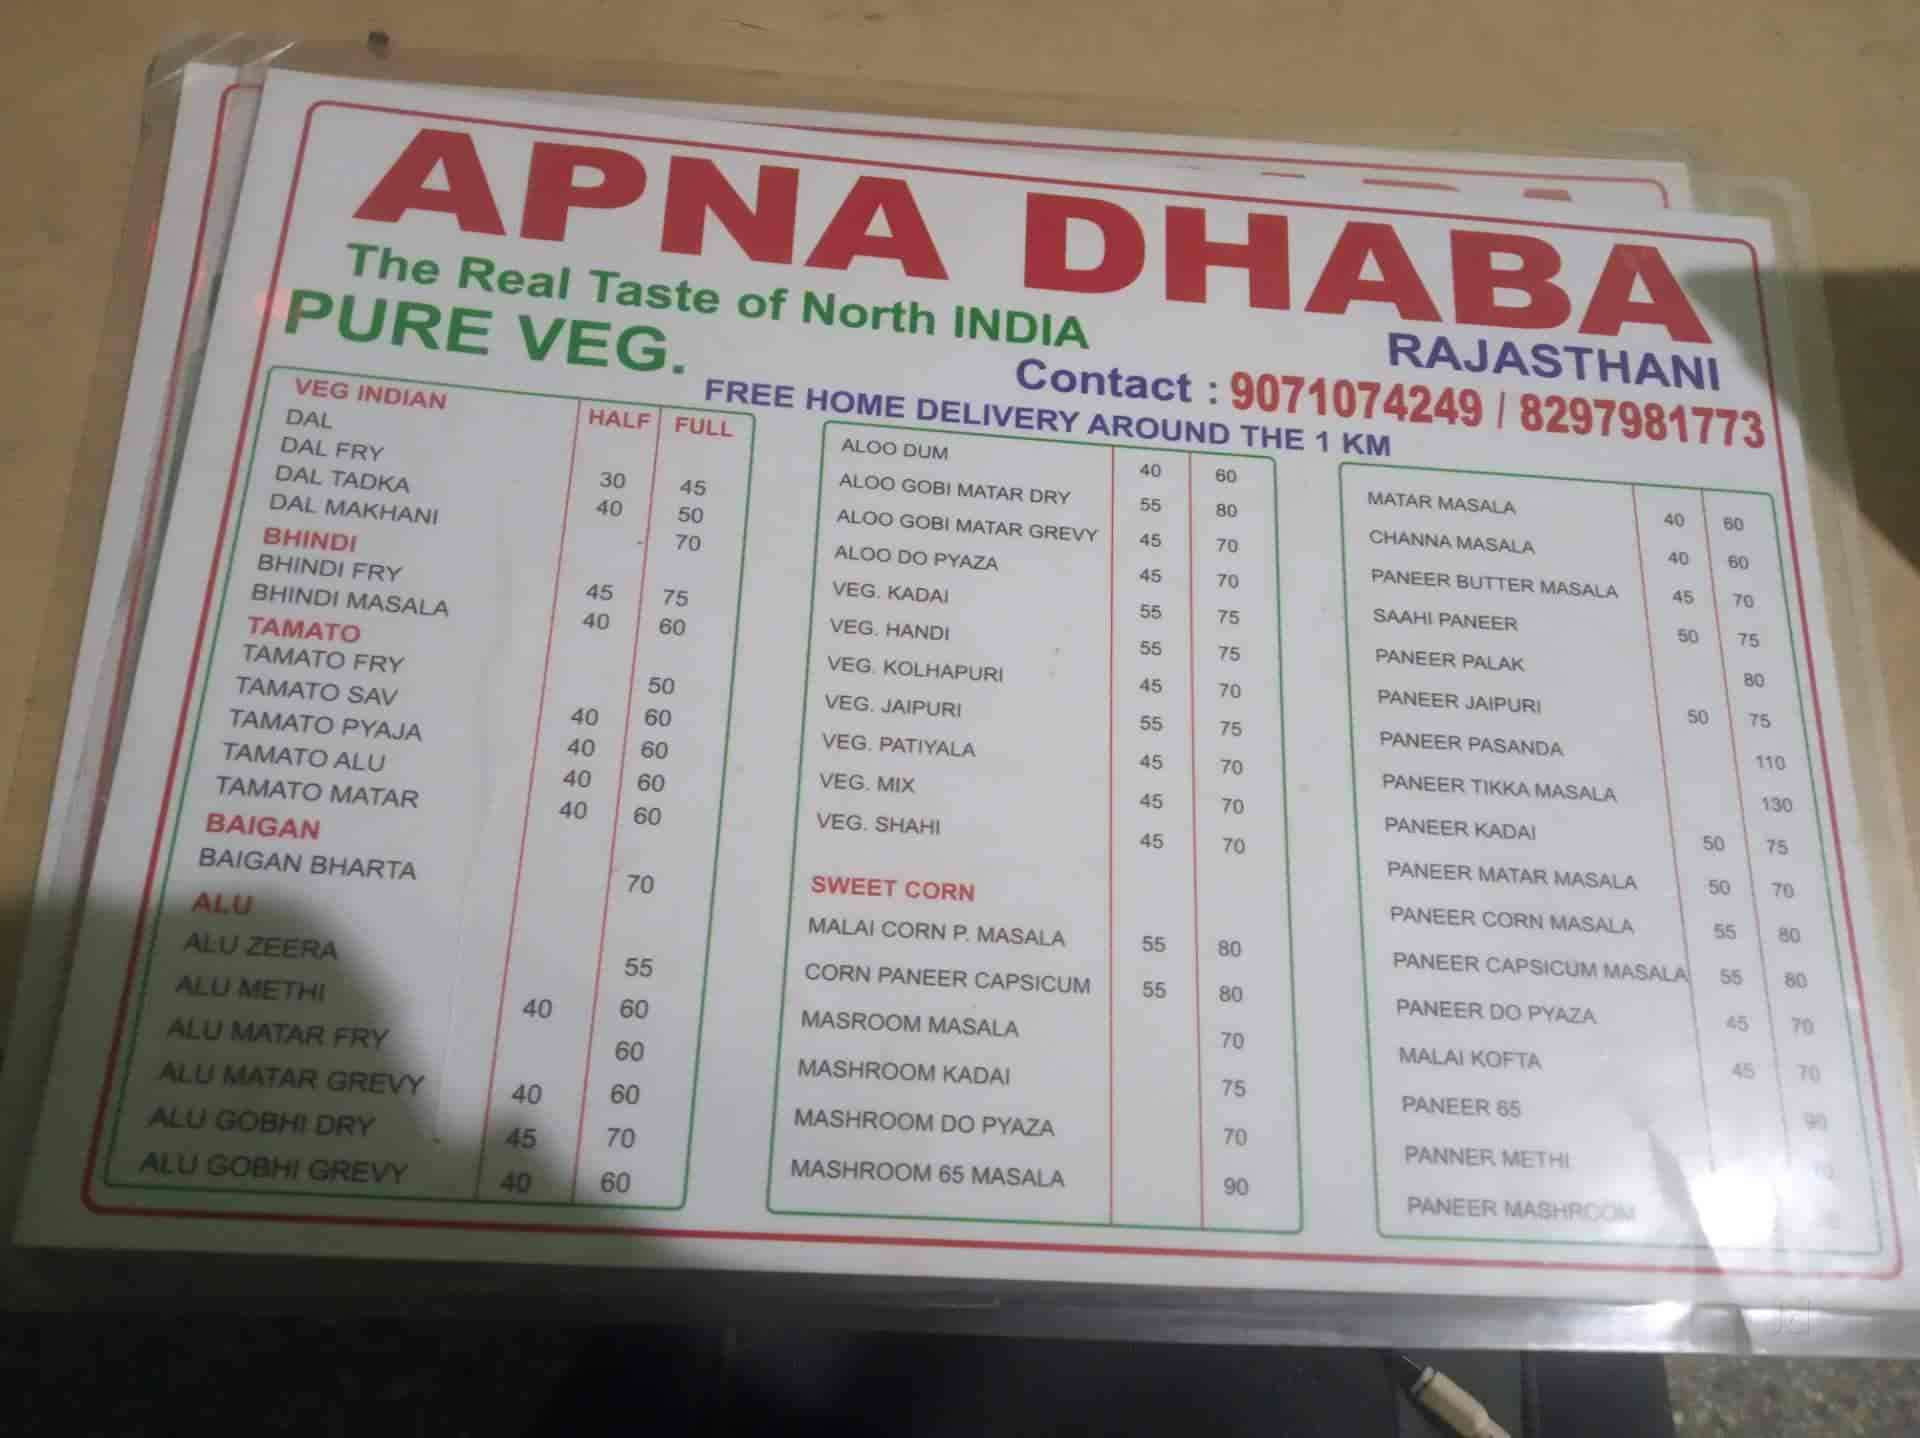 APNA DHABA
The Real Taste of North INDIA
RAJASTHANI
PURE VEG.
Contact : 9071074249 / 8297981773
FREE HOME DELIVERY AROUND THE 1 KM
VEG INDIAN HALF FULL
DAL
DAL FRY 30 45
DAL TADKA 40 50
DAL MAKHANI - 70
BHINDI
BHINDI FRY 45 75
BHINDI MASALA 40 60
TAMATO
TAMATO FRY 50
TAMATO SAV 40 60
TAMATO PYAJA 40 60
TAMATO ALU 40 60
TAMATO MATAR 40 60
BAIGAN
BAIGAN BHARTA 70
ALU
ALU ZEERA 55
ALU METHI 40 60
ALU MATAR FRY 60
ALU MATAR GREVY 40 60
ALU GOBHI DRY 45 70
ALU GOBHI GREVY 40 60
ALOO DUM 40 60
ALOO GOBI MATAR DRY 55 80
ALOO GOBI MATAR GREVY 45 70
ALOO DO PYAZA 45 70
VEG. KADAI 55 75
VEG. HANDI 55 75
VEG. KOLHAPURI 45 70
VEG. JAIPURI 55 75
VEG. PATIYALA 45 70
VEG. MIX 45 70
VEG. SHAHI 45 70
SWEET CORN
MALAI CORN P. MASALA 55 80
CORN PANEER CAPSICUM 55 80
MASROOM MASALA 70
MASHROOM KADAI 75
MASHROOM DO PYAZA 70
MASHROOM 65 MASALA 90
MATAR MASALA 40 60
CHANNA MASALA 40 60
PANEER BUTTER MASALA 45 70
SAAHI PANEER 50 75
PANEER PALAK 80
PANEER JAIPURI 50 75
PANEER PASANDA 110
PANEER TIKKA MASALA 130
PANEER KADAI 50 75
PANEER MATAR MASALA 50 70
PANEER CORN MASALA 55 80
PANEER CAPSICUM MASALA 55 80
PANEER DO PYAZA 45 70
MALAI KOFTA 45 70
PANEER 65 90
PANNER METHI
PANEER MASHROOM